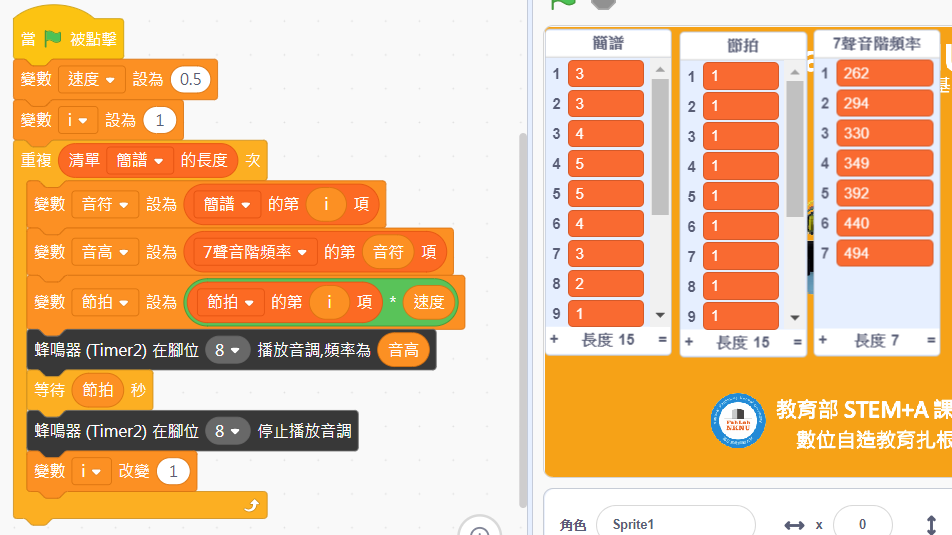 當 被點擊
變數 速度 設為 0.5
變數 i 設為 1
重複 清單 簡譜 的長度 次
變數 音符 設為 簡譜 的第 i 項
變數 音高 設為 7聲音階頻率 的第 音符 項
變數 節拍 設為 節拍 的第 i 項 * 速度
蜂鳴器 (Timer2) 在腳位 8 播放音調,頻率為 音高
等待 節拍 秒
蜂鳴器 (Timer2) 在腳位 8 停止播放音調
變數 i 改變 1
簡譜
1 3
2 3
3 4
4 5
5 5
6 4
7 3
8 2
9 1
+ 長度 15 =
節拍
1 1
2 1
3 1
4 1
5 1
6 1
7 1
8 1
9 1
+ 長度 15 =
7聲音階頻率
1 262
2 294
3 330
4 349
5 392
6 440
7 494
+ 長度 7 =
基
教育部 STEM+A 課
數位自造教育扎根
角色 Sprite1 x 0